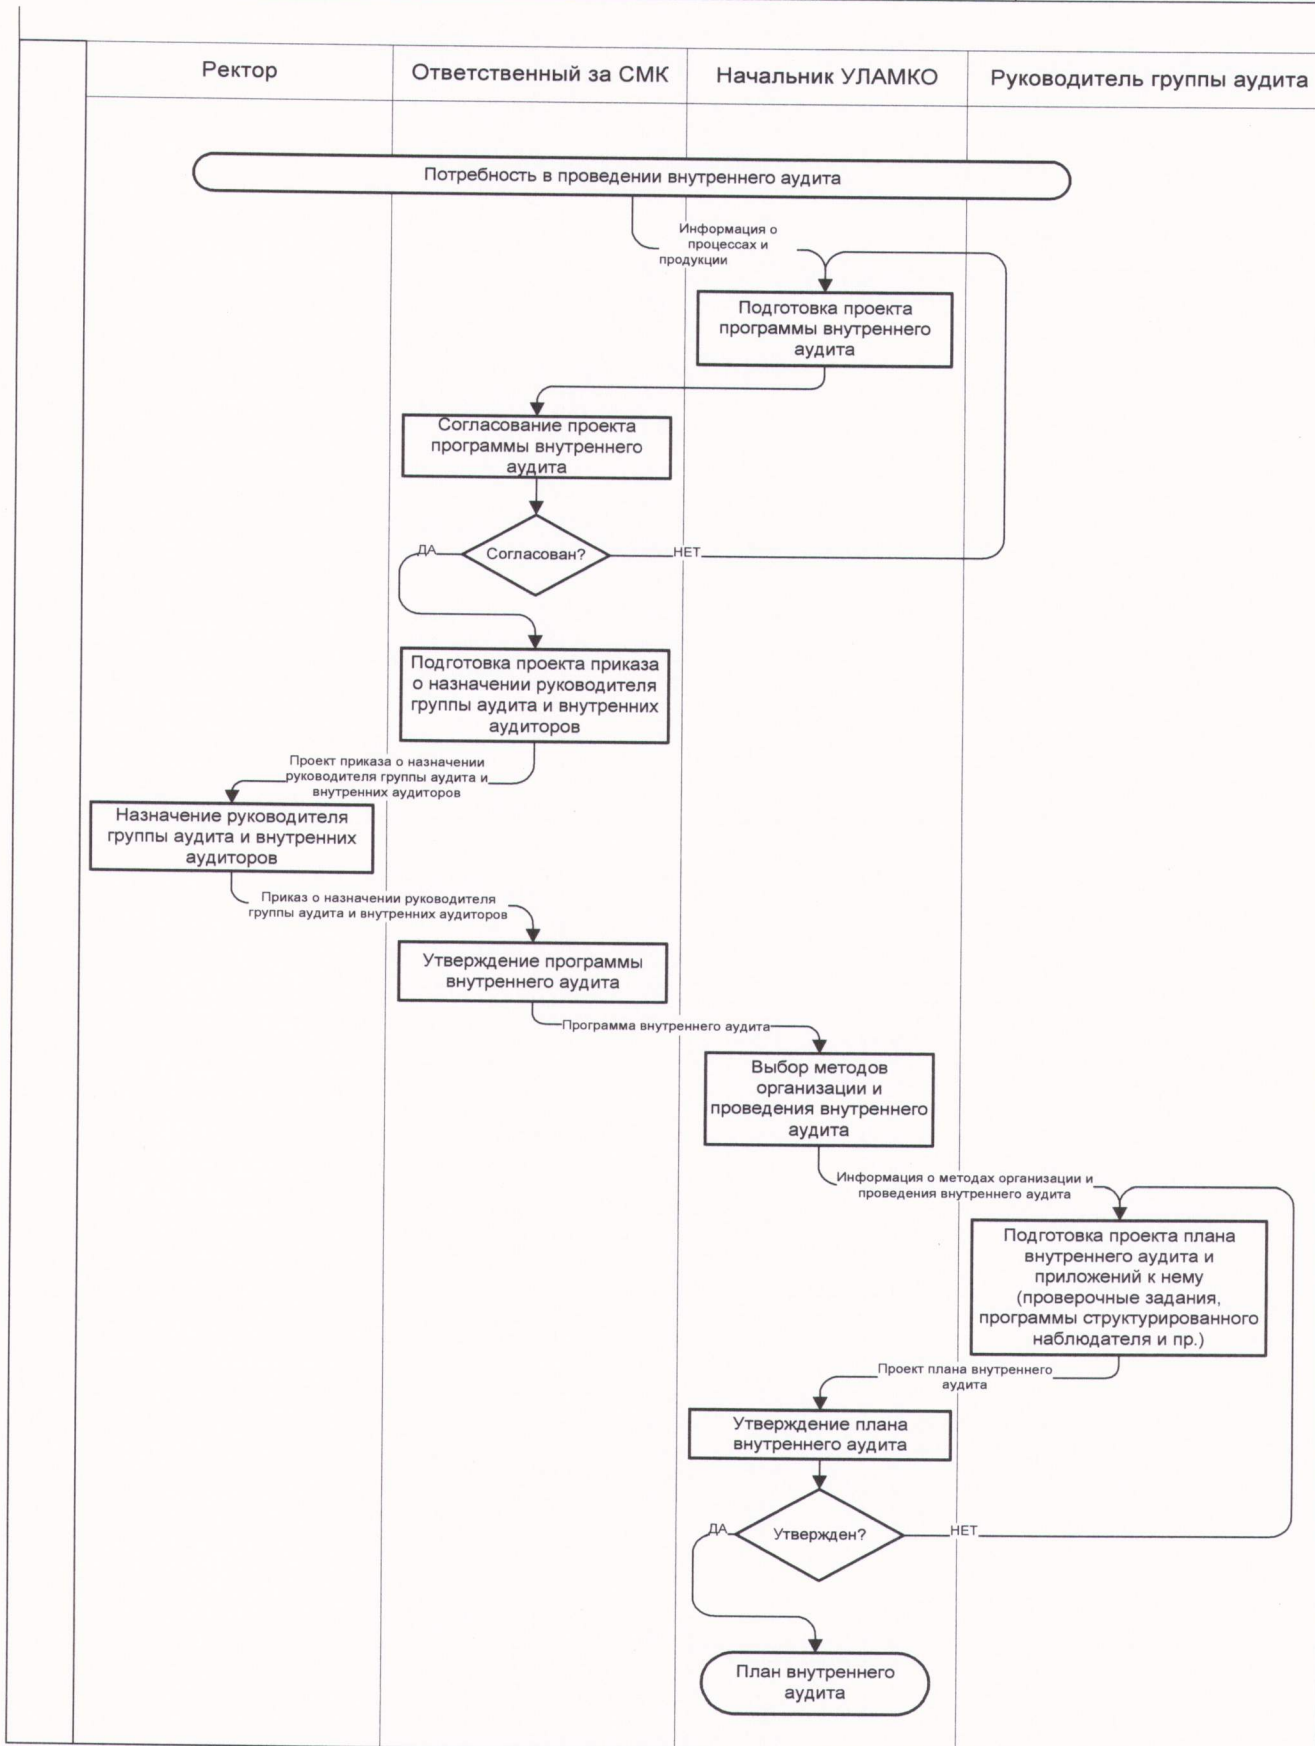 Ректор
Ответственный за СМК
Начальник УЛАМКО
Руководитель группы аудита
Потребность в проведении внутреннего аудита
Информация о
процессах и
продукции
Подготовка проекта
программы внутреннего
аудита
Согласование проекта
программы внутреннего
аудита
Согласован?
ДА
НЕТ
Подготовка проекта приказа
о назначении руководителя
группы аудита и внутренних
аудиторов
Проект приказа о назначении
руководителя группы аудита и
внутренних аудиторов
Назначение руководителя
группы аудита и внутренних
аудиторов
Приказ о назначении руководителя
группы аудита и внутренних аудиторов
Утверждение программы
внутреннего аудита
Программа внутреннего аудита
Выбор методов
организации и
проведения внутреннего
аудита
Информация о методах организации и
проведения внутреннего аудита
Подготовка проекта плана
внутреннего аудита и
приложений к нему
(проверочные задания,
программы структурированного
наблюдателя и пр.)
Проект плана внутреннего
аудита
Утверждение плана
внутреннего аудита
Утвержден?
ДА
НЕТ
План внутреннего
аудита